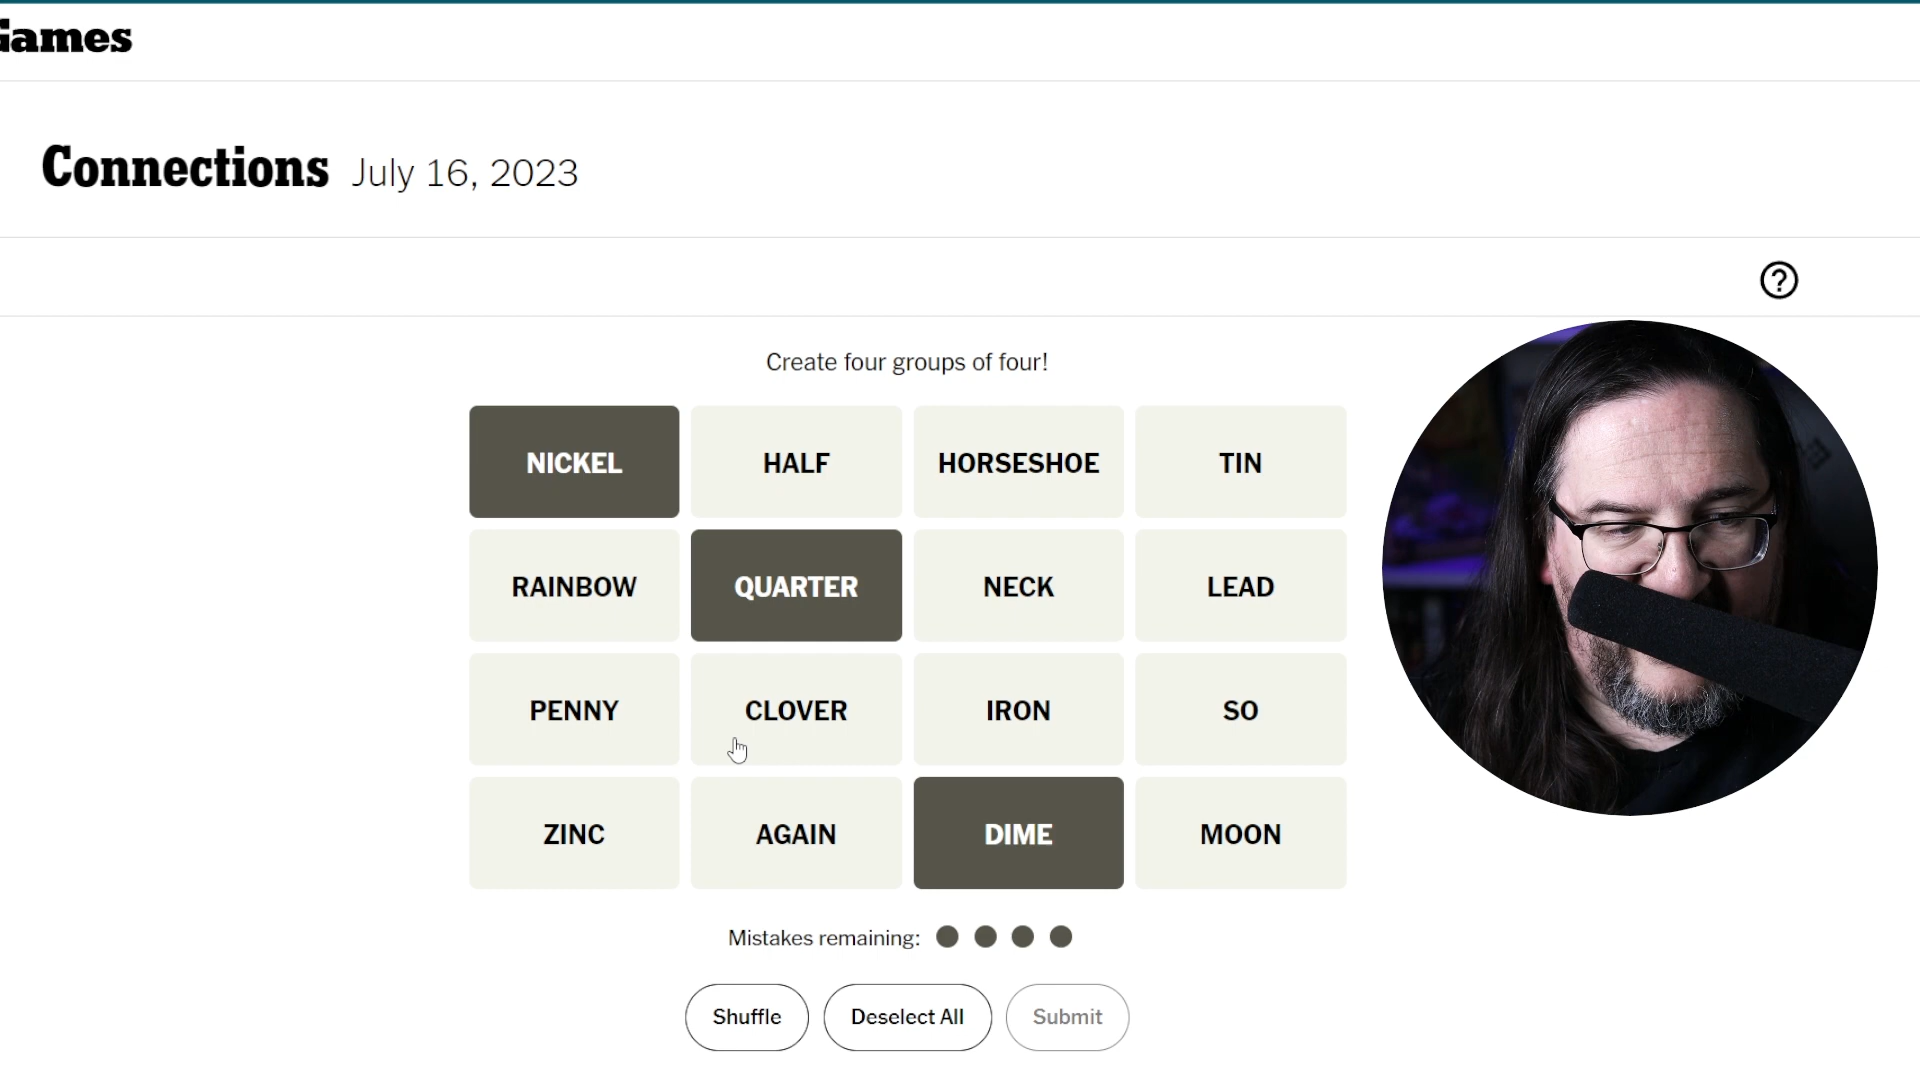 Games
Connections July 16, 2023
Create four groups of four!
NICKEL HALF HORSESHOE TIN
RAINBOW QUARTER NECK LEAD
PENNY CLOVER IRON SO
ZINC AGAIN DIME MOON
Mistakes remaining:
Shuffle Deselect All Submit